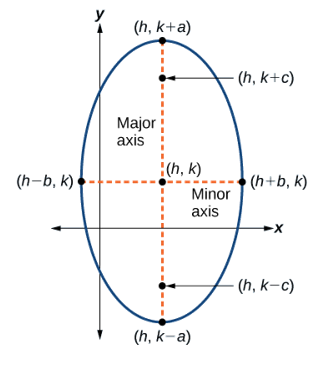 y
(h, k+a)
(h, k+c)
Major
axis
(h, k)
(h−b, k)
(h+b, k)
Minor
axis
x
(h, k−c)
(h, k−a)